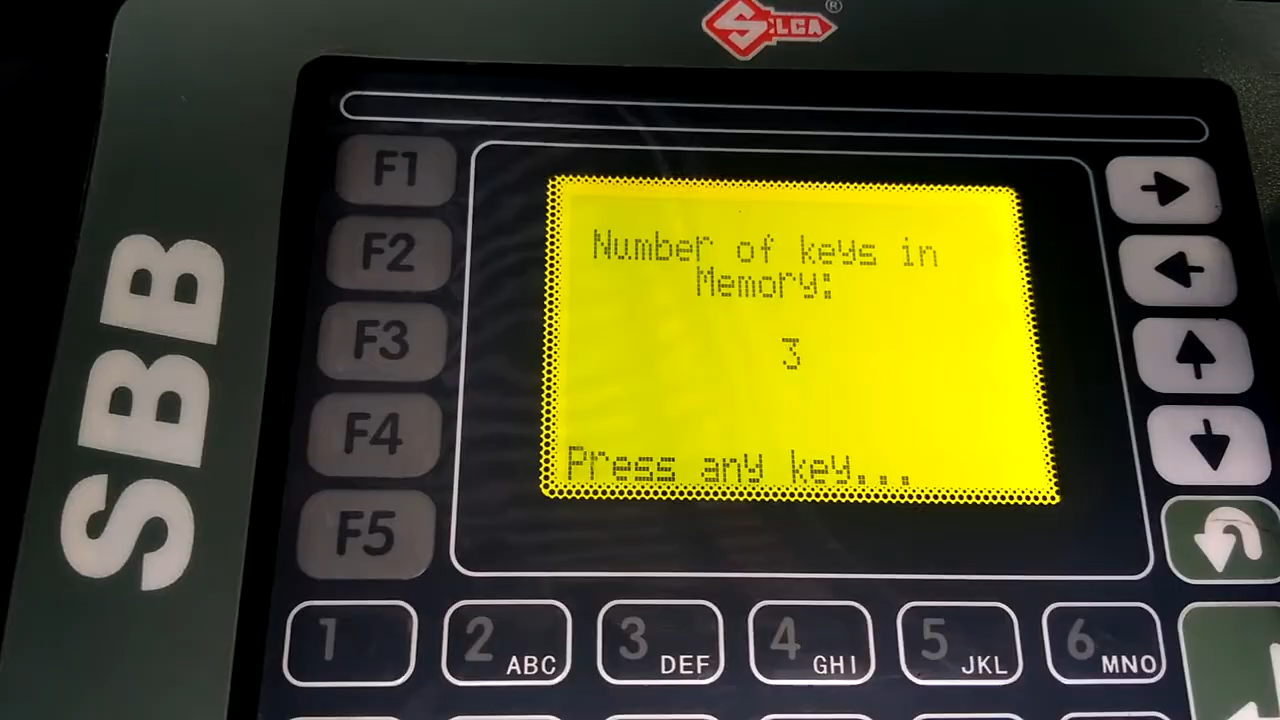 SILCA®
SBB
F1
F2
F3
F4
F5
Number of keys in
Memory:
3
Press any key...
1
2 ABC
3 DEF
4 GHI
5 JKL
6 MNO